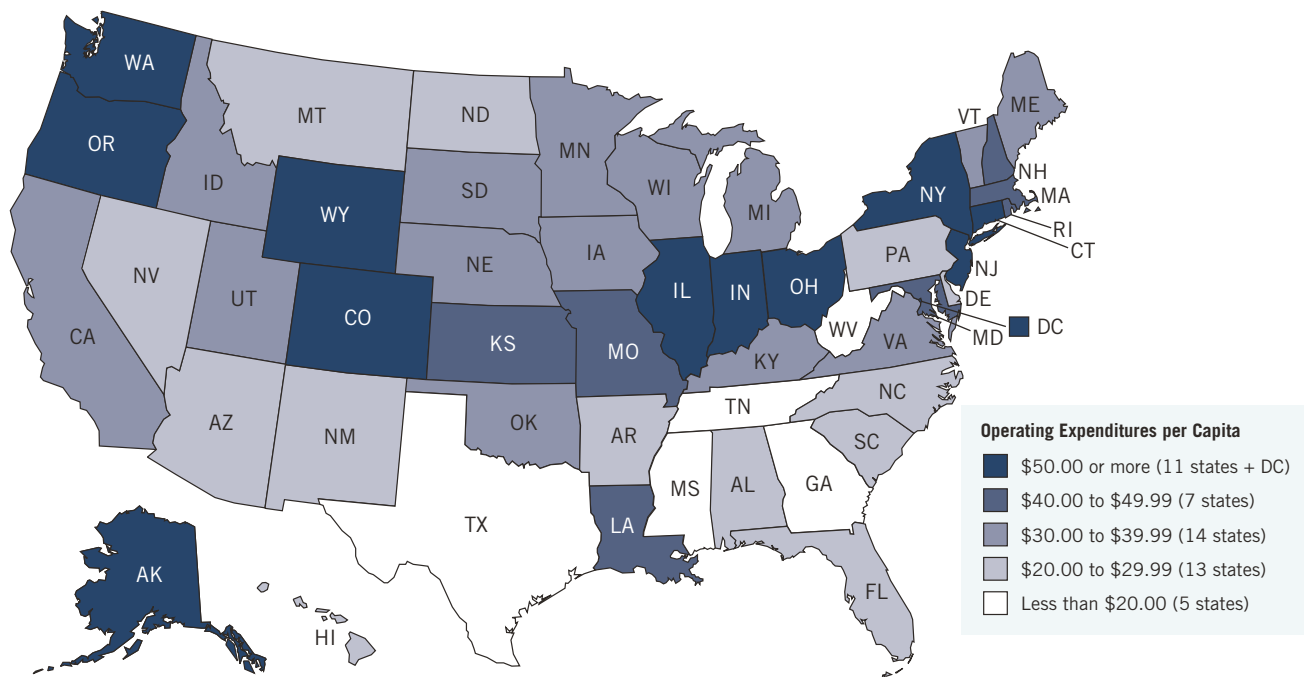 WA
MT
ND
MN
VT
ME
OR
ID
SD
WI
MI
NH
MA
WY
NY
RI
CT
NV
UT
NE
IA
PA
NJ
CO
IL
IN
OH
DE
DC
CA
KS
MO
WV
VA
MD
KY
AZ
NM
OK
AR
TN
NC
SC
TX
LA
MS
AL
GA
FL
AK
HI
Operating Expenditures per Capita
$50.00 or more (11 states + DC)
$40.00 to $49.99 (7 states)
$30.00 to $39.99 (14 states)
$20.00 to $29.99 (13 states)
Less than $20.00 (5 states)